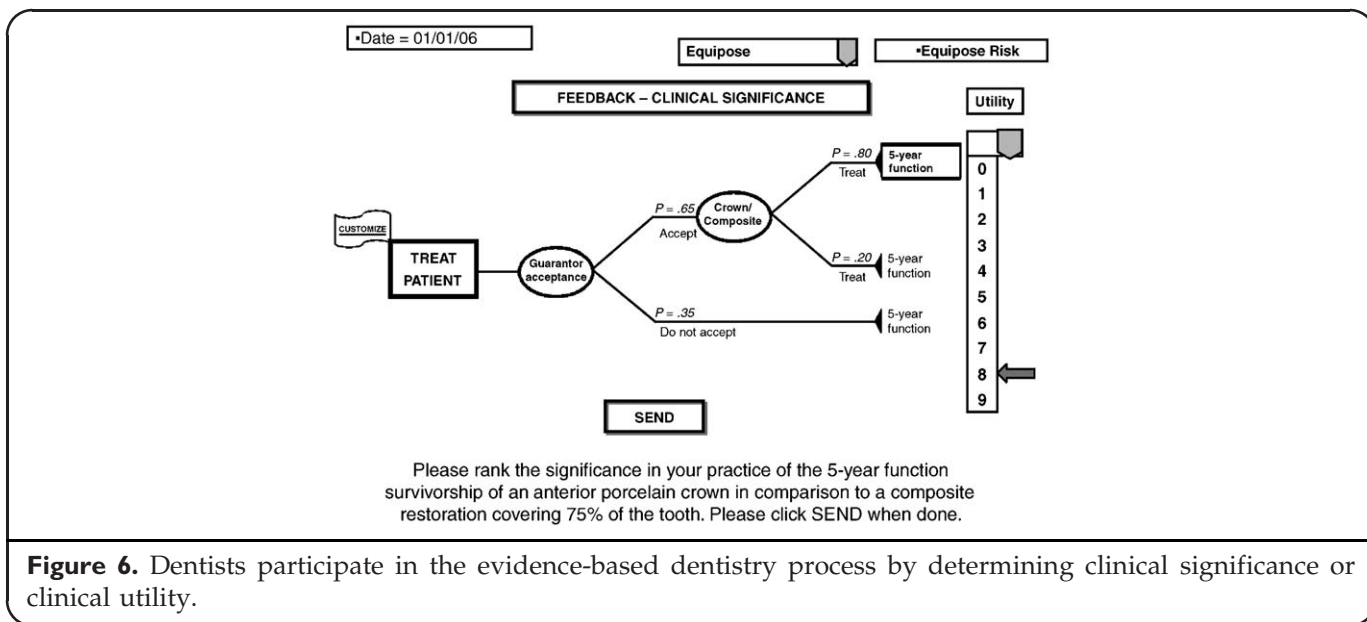 •Date = 01/01/06
Equipose
•Equipose Risk
FEEDBACK – CLINICAL SIGNIFICANCE
Utility
CUSTOMIZE
TREAT
PATIENT
Guarantor
acceptance
P = .65
Accept
P = .35
Do not accept
Crown/
Composite
P = .80
Treat
5-year
function
P = .20
Treat
5-year
function
5-year
function
0
1
2
3
4
5
6
7
8
9
SEND
Please rank the significance in your practice of the 5-year function
survivorship of an anterior porcelain crown in comparison to a composite
restoration covering 75% of the tooth. Please click SEND when done.
Figure 6. Dentists participate in the evidence-based dentistry process by determining clinical significance or
clinical utility.